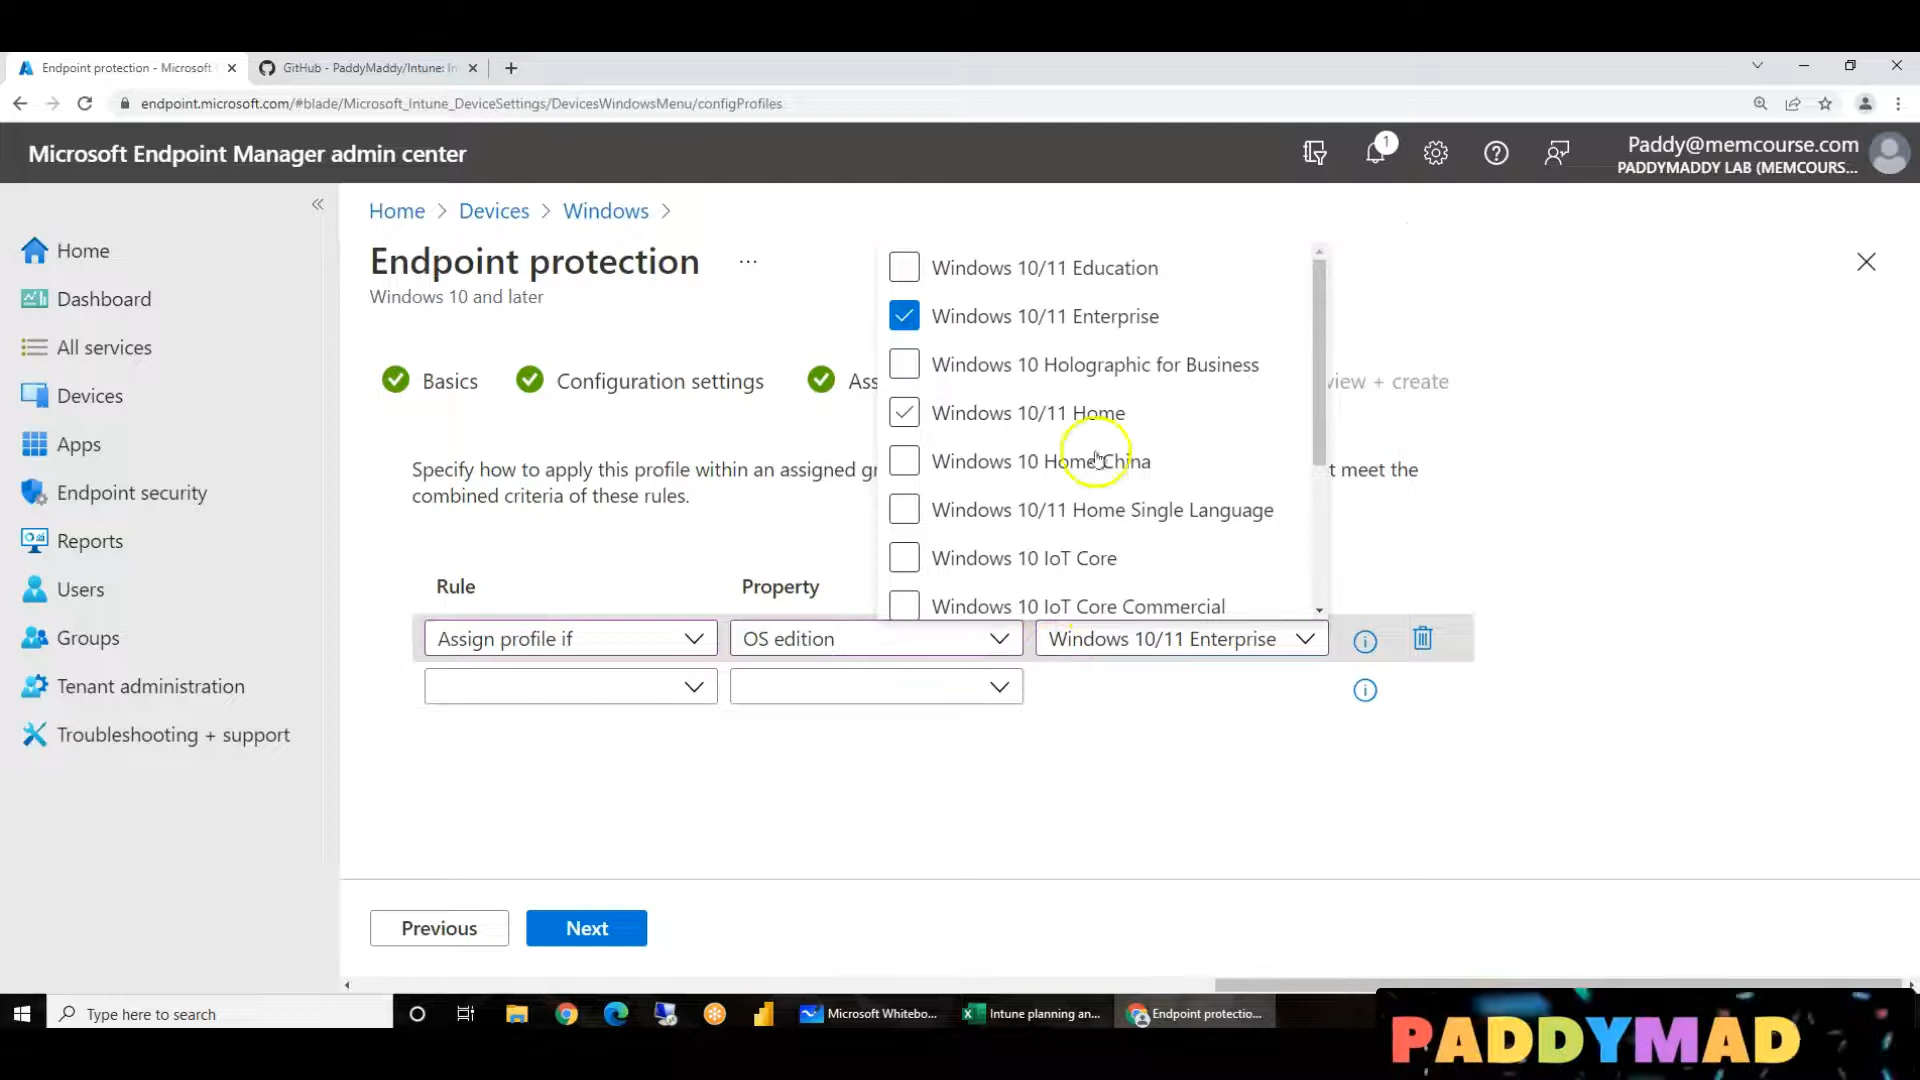 Endpoint protection - Microsoft
GitHub - PaddyMaddy/Intune: In
endpoint.microsoft.com/#blade/Microsoft_Intune_DeviceSettings/DevicesWindowsMenu/configProfiles
Microsoft Endpoint Manager admin center
1
Paddy@memcourse.com
PADDYMADDY LAB (MEMCOURS...
Home
Dashboard
All services
Devices
Apps
Endpoint security
Reports
Users
Groups
Tenant administration
Troubleshooting + support
Home > Devices > Windows >
Endpoint protection ...
Windows 10 and later
Basics
Configuration settings
Ass
view + create
Specify how to apply this profile within an assigned gr
t meet the
combined criteria of these rules.
Windows 10/11 Education
Windows 10/11 Enterprise
Windows 10 Holographic for Business
Windows 10/11 Home
Windows 10 Home China
Windows 10/11 Home Single Language
Windows 10 IoT Core
Windows 10 IoT Core Commercial
Rule
Property
Assign profile if
OS edition
Windows 10/11 Enterprise
Previous
Next
Type here to search
Microsoft Whitebo...
Intune planning an...
Endpoint protectio...
PADDYMAD